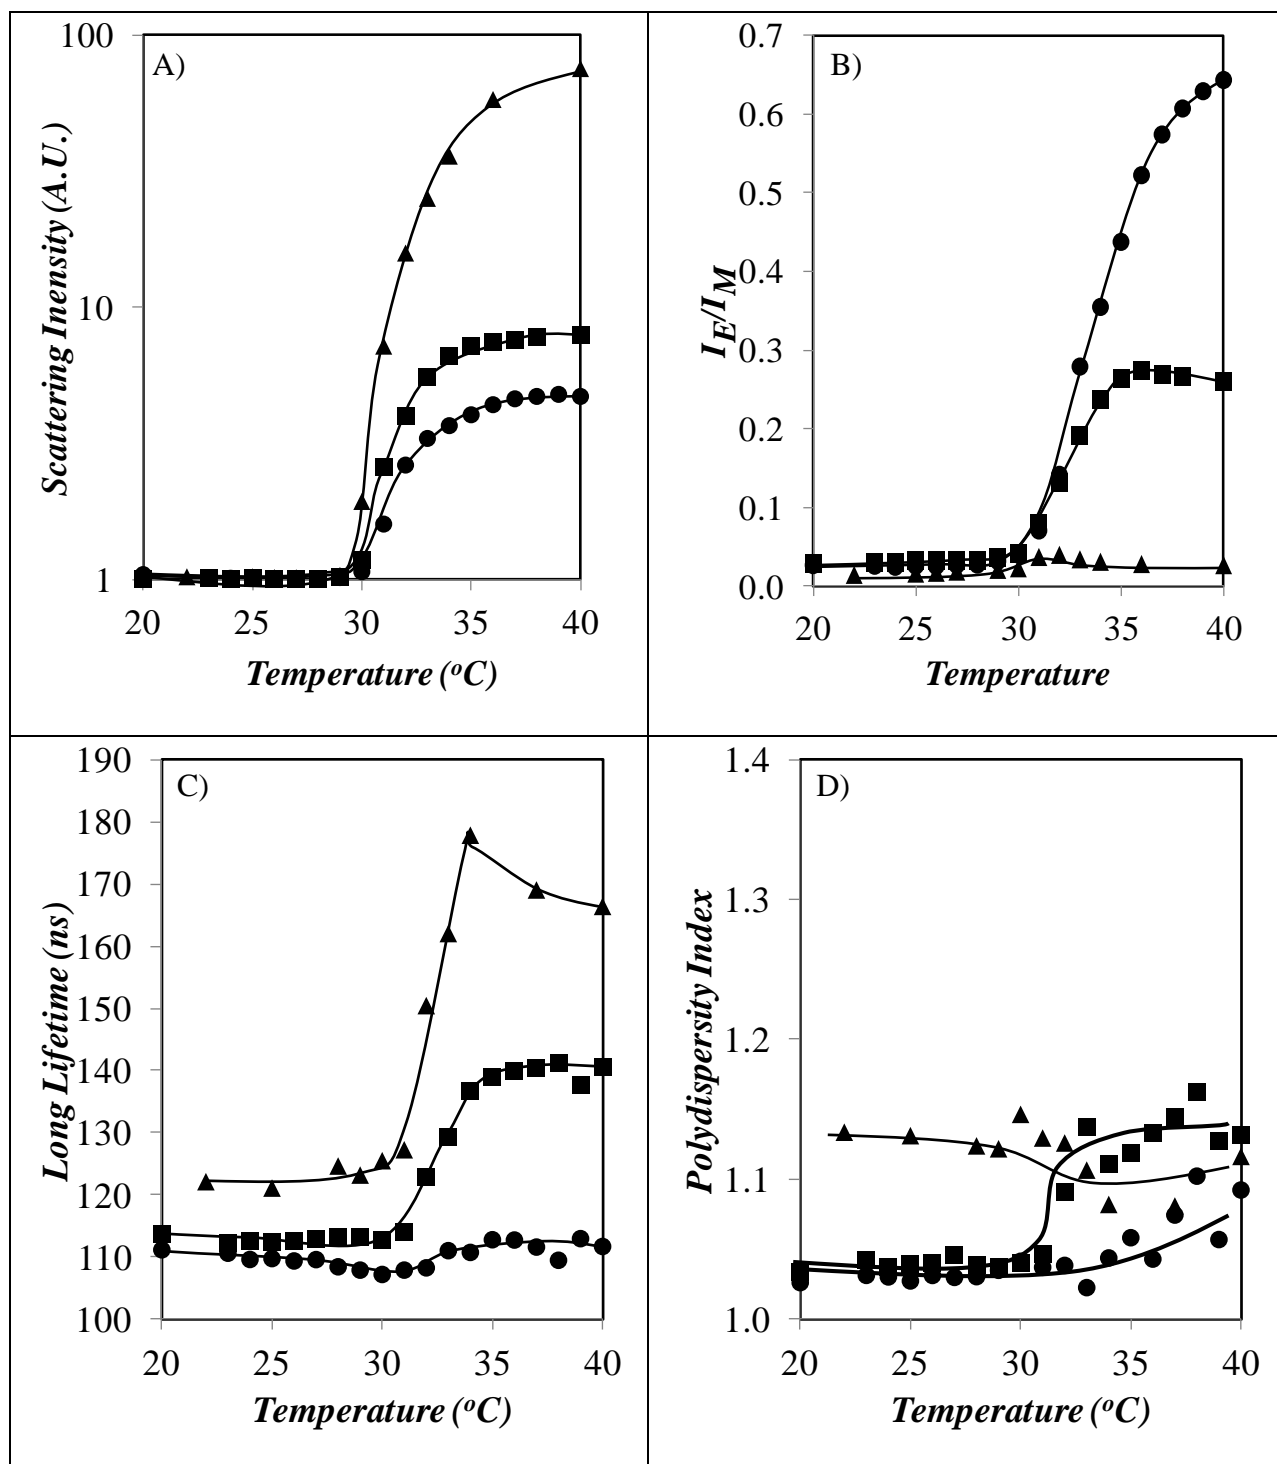 A)
Scattering Inensity (A.U.)
100
10
1
20 25 30 35 40
Temperature (ºC)
B)
I_E/I_M
0.7
0.6
0.5
0.4
0.3
0.2
0.1
0.0
20 25 30 35 40
Temperature
C)
Long Lifetime (ns)
190
180
170
160
150
140
130
120
110
100
20 25 30 35 40
Temperature (ºC)
D)
Polydispersity Index
1.4
1.3
1.2
1.1
1.0
20 25 30 35 40
Temperature (ºC)